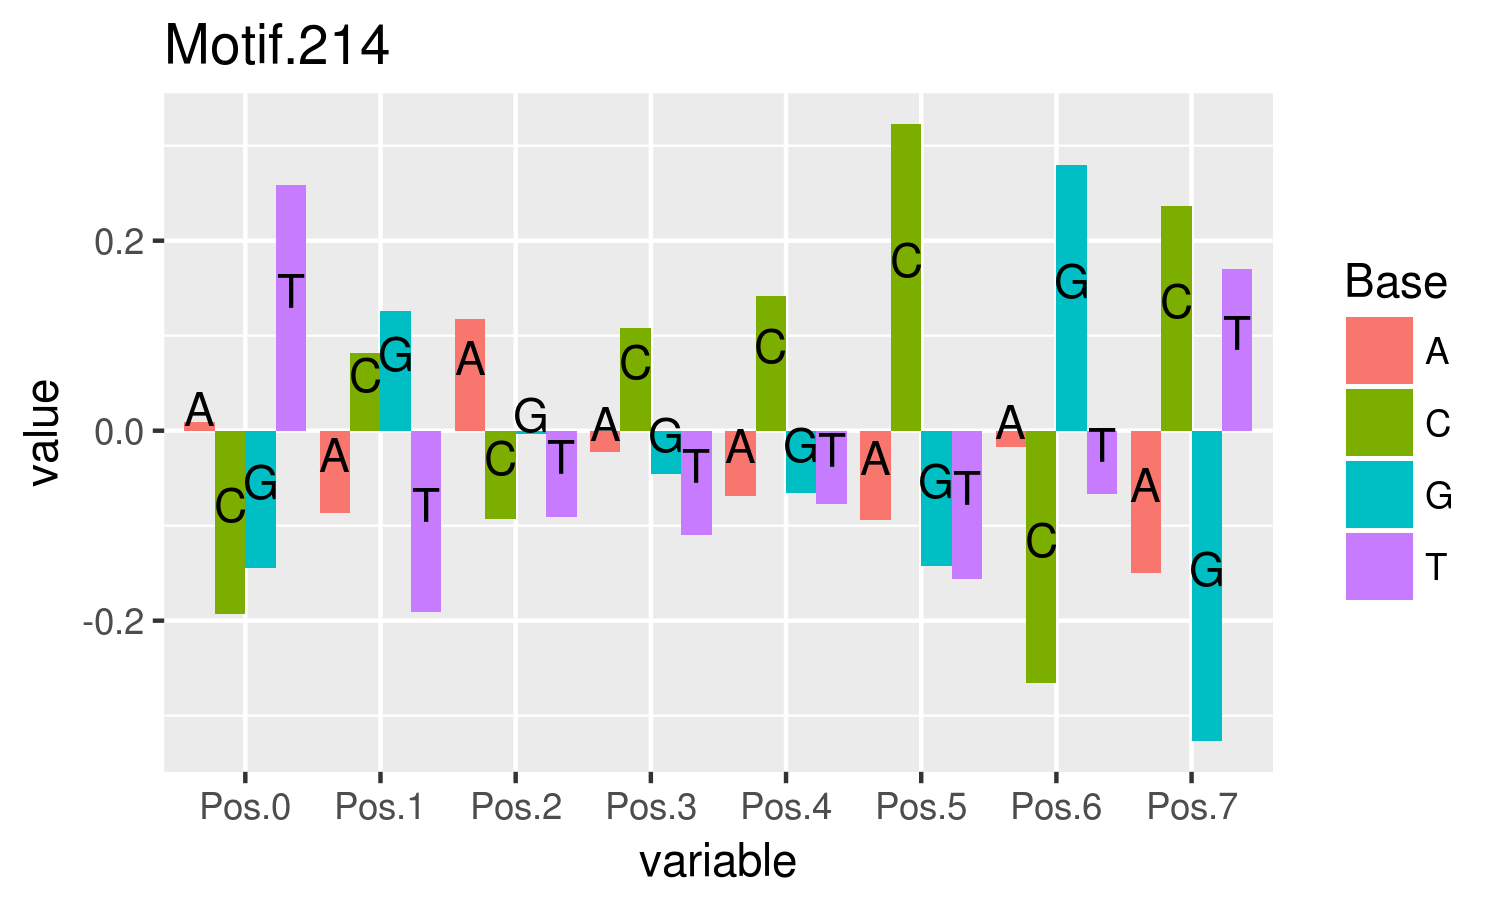 Motif.214
value
0.2
0.0
-0.2
A C G T
A C G T
A C G T
A C G T
A C G T
A C G T
A C G T
A C G T
Pos.0 Pos.1 Pos.2 Pos.3 Pos.4 Pos.5 Pos.6 Pos.7
variable
Base
A
C
G
T